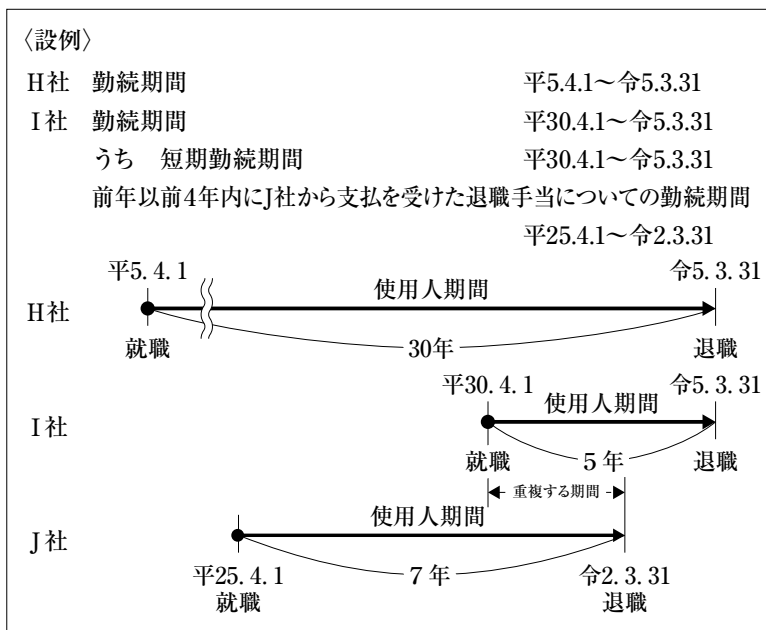 〈設例〉
H社 勤続期間 平5.4.1～令5.3.31
I社 勤続期間 平30.4.1～令5.3.31
うち 短期勤続期間 平30.4.1～令5.3.31
前年以前4年内にJ社から支払を受けた退職手当についての勤続期間
平25.4.1～令2.3.31
平5.4.1 令5.3.31
使用人期間
H社
就職 30年 退職
平30.4.1 令5.3.31
使用人期間
I社
就職 5年 退職
重複する期間
使用人期間
J社
平25.4.1 7年 令2.3.31
就職 退職